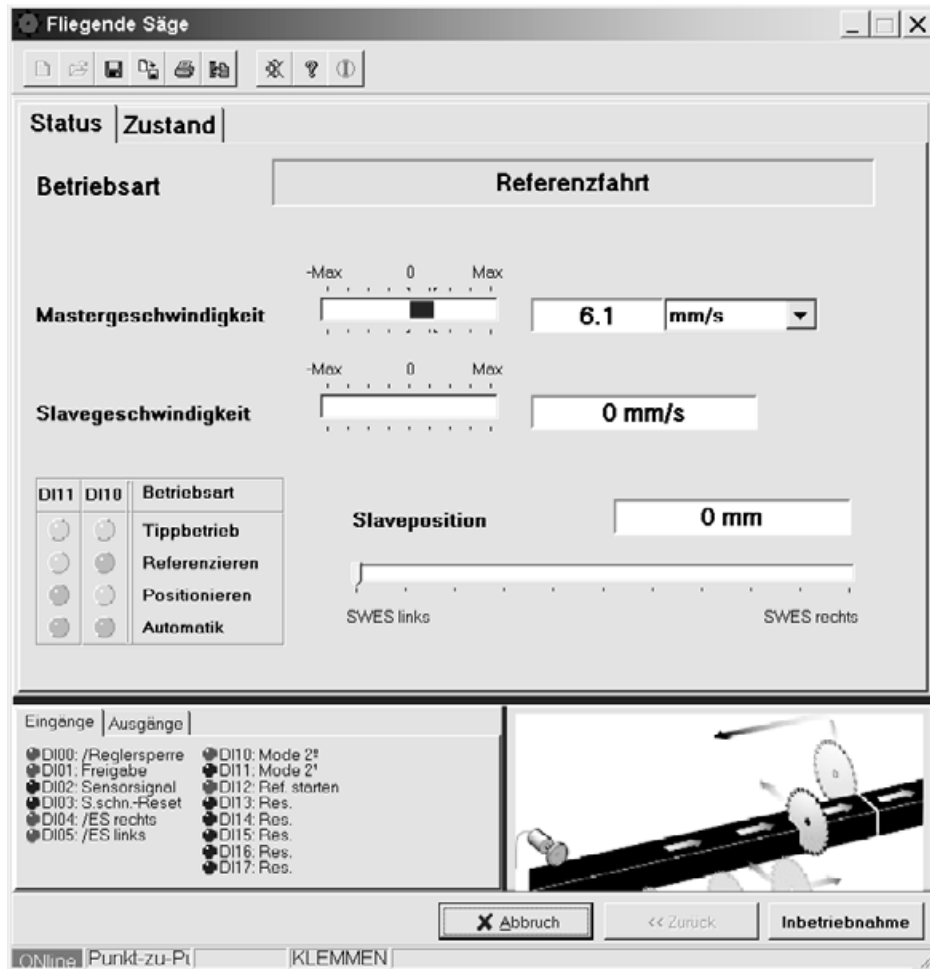 Fliegende Säge
Status Zustand
Betriebsart Referenzfahrt
-Max 0 Max
Mastergeschwindigkeit 6.1 mm/s
-Max 0 Max
Slavegeschwindigkeit 0 mm/s
DI11 DI10 Betriebsart
Tippbetrieb
Referenzieren
Positionieren
Automatik
Slaveposition 0 mm
SWES links SWES rechts
Eingänge Ausgänge
DI00: /Reglersperre
DI01: Freigabe
DI02: Sensorsignal
DI03: S.schn.-Reset
DI04: /ES rechts
DI05: /ES links
DI10: Mode 2⁰
DI11: Mode 2¹
DI12: Ref. starten
DI13: Res.
DI14: Res.
DI15: Res.
DI16: Res.
DI17: Res.
Abbruch << Zurück Inbetriebnahme
ONline Punkt-zu-Pu KLEMMEN